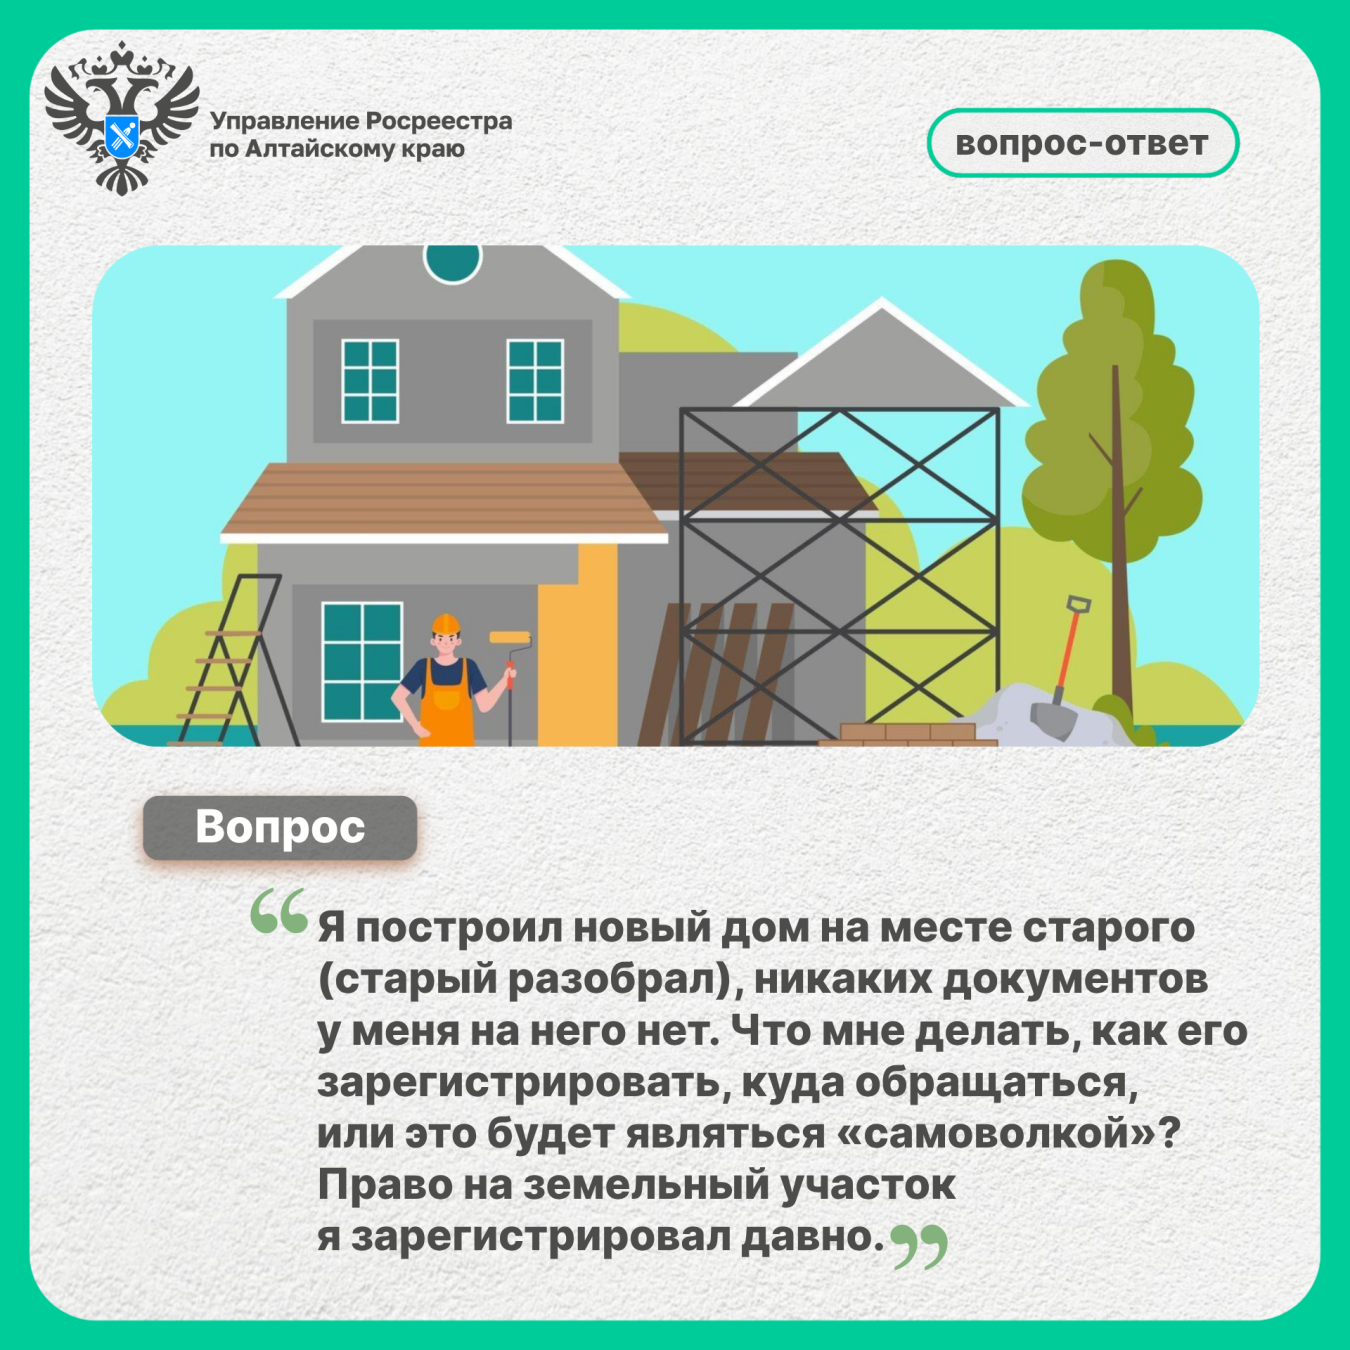 Управление Росреестра
по Алтайскому краю
вопрос-ответ
Вопрос
“Я построил новый дом на месте старого
(старый разобрал), никаких документов
у меня на него нет. Что мне делать, как его
зарегистрировать, куда обращаться,
или это будет являться «самоволкой»?
Право на земельный участок
я зарегистрировал давно.”